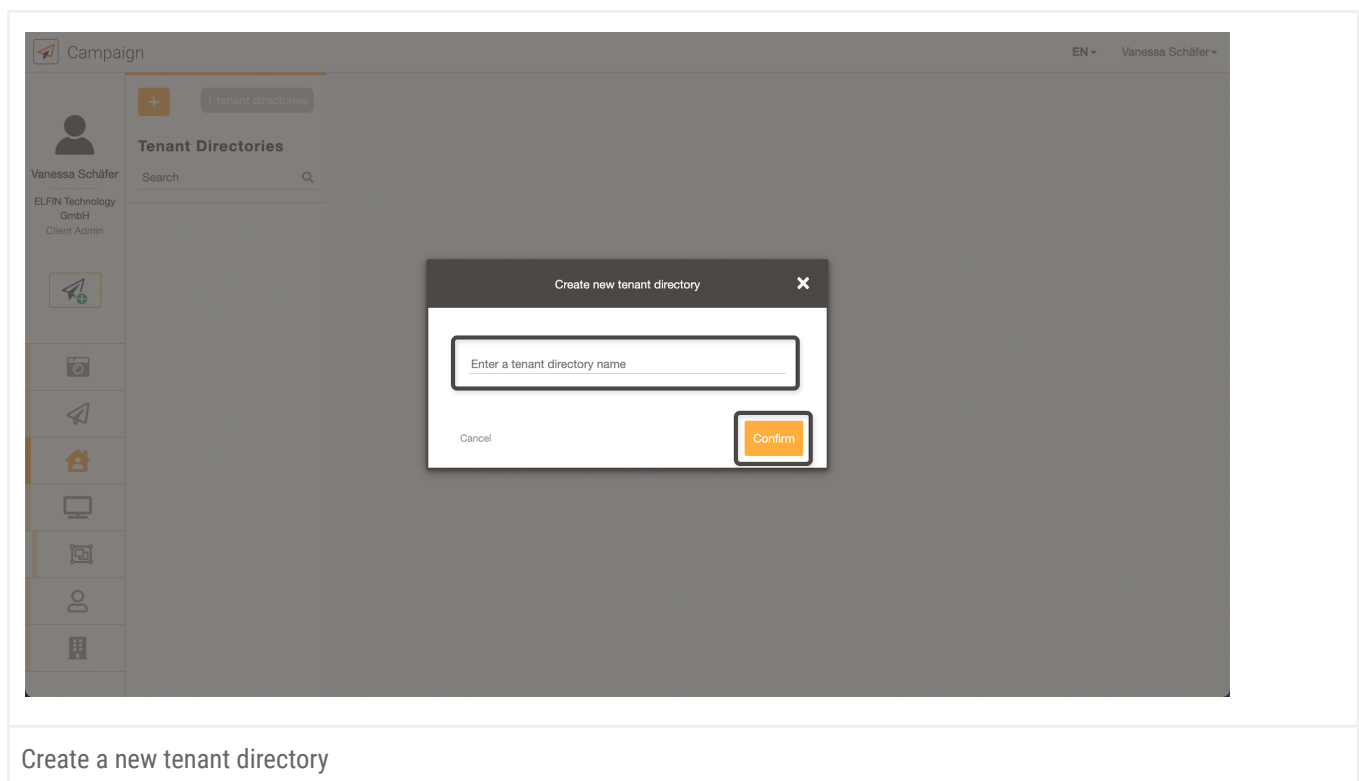 Campaign
EN
Vanessa Schäfer
1 tenant directories
Tenant Directories
Search
Vanessa Schäfer
ELFIN Technology
GmbH
Client Admin
Create new tenant directory
Enter a tenant directory name
Cancel
Confirm
Create a new tenant directory